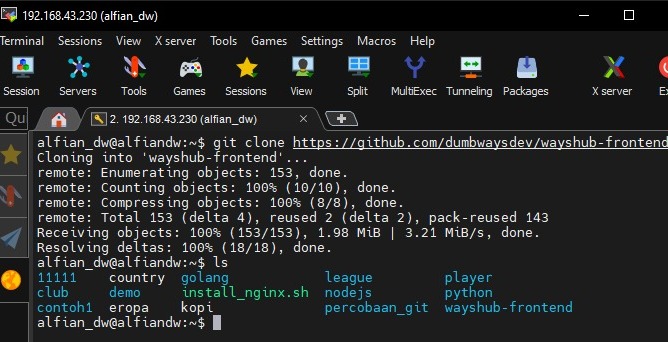 192.168.43.230 (alfian_dw)
Terminal Sessions View X server Tools Games Settings Macros Help
Session Servers Tools Games Sessions View Split MultiExec Tunneling Packages X server
Qu 2. 192.168.43.230 (alfian_dw)
alfian_dw@alfiandw:~$ git clone https://github.com/dumbwaysdev/wayshub-frontend
Cloning into 'wayshub-frontend'...
remote: Enumerating objects: 153, done.
remote: Counting objects: 100% (10/10), done.
remote: Compressing objects: 100% (8/8), done.
remote: Total 153 (delta 4), reused 2 (delta 2), pack-reused 143
Receiving objects: 100% (153/153), 1.98 MiB | 3.21 MiB/s, done.
Resolving deltas: 100% (18/18), done.
alfian_dw@alfiandw:~$ ls
11111 country golang league player
club demo install_nginx.sh nodejs python
contoh1 eropa kopi percobaan_git wayshub-frontend
alfian_dw@alfiandw:~$